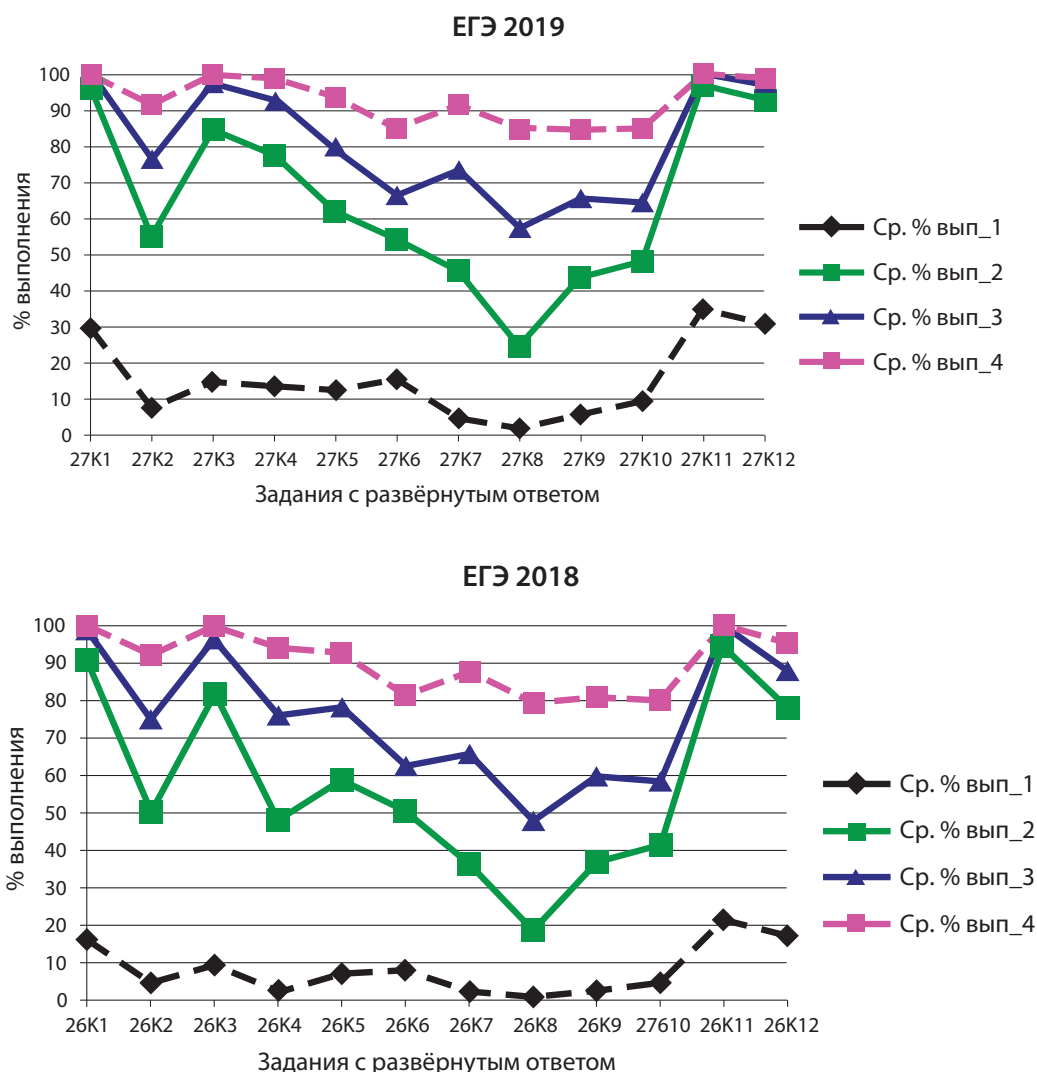 ЕГЭ 2019
% выполнения
100
90
80
70
60
50
40
30
20
10
0
27К1 27К2 27К3 27К4 27К5 27К6 27К7 27К8 27К9 27К10 27К11 27К12
Задания с развёрнутым ответом
Ср. % вып_1
Ср. % вып_2
Ср. % вып_3
Ср. % вып_4
ЕГЭ 2018
% выполнения
100
90
80
70
60
50
40
30
20
10
0
26К1 26К2 26К3 26К4 26К5 26К6 26К7 26К8 26К9 27610 26К11 26К12
Задания с развёрнутым ответом
Ср. % вып_1
Ср. % вып_2
Ср. % вып_3
Ср. % вып_4